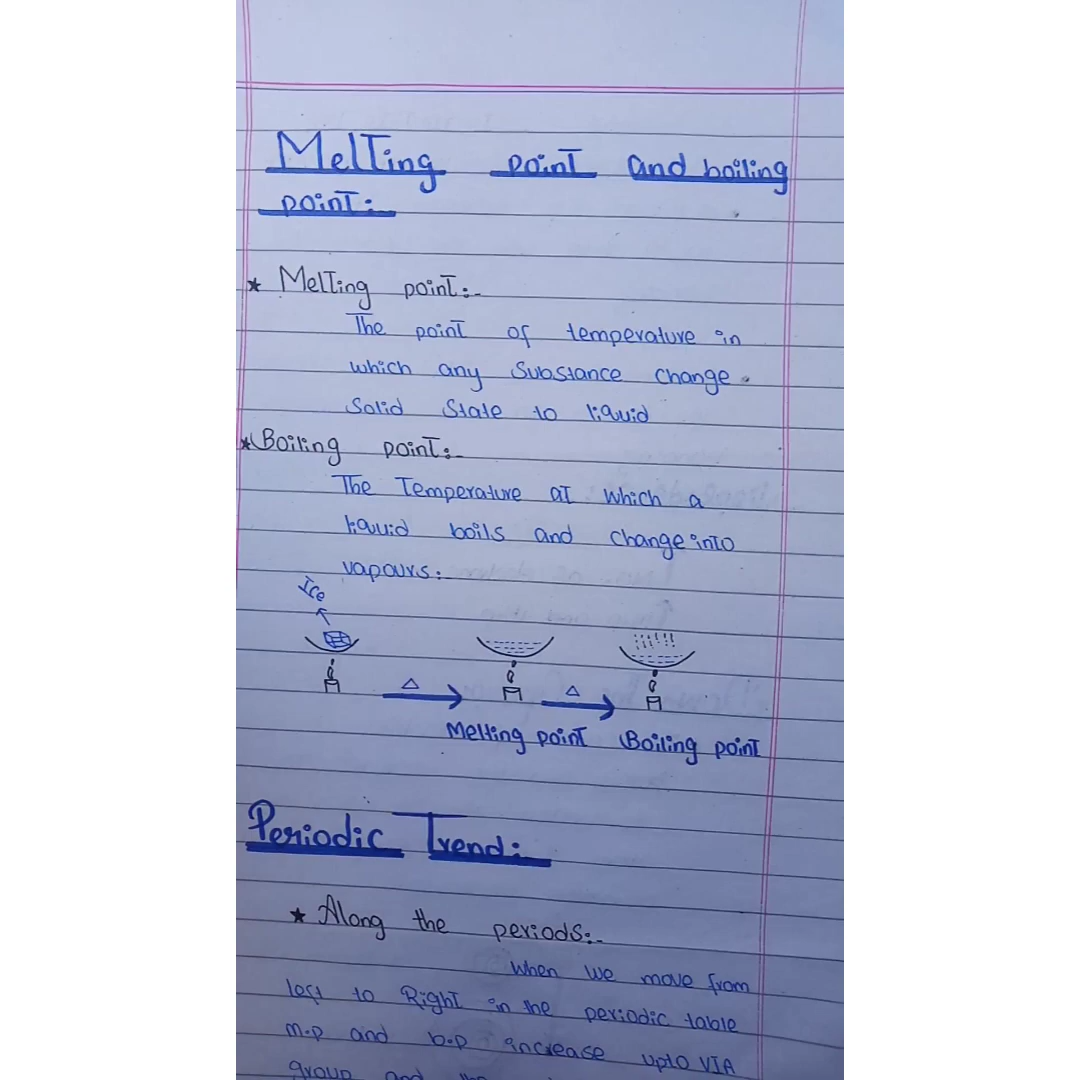 Melting point and boiling
point:-
* Melting point:-
The point of temperature in
which any Substance change
Solid State to liquid
* Boiling point:-
The Temperature at which a
liquid boils and change into
vapours.
Ice
△ △
Melting point Boiling point
Periodic Trend:-
* Along the periods:-
When we move from
left to Right in the periodic table
m.p and b.p increase upto VIA
group and